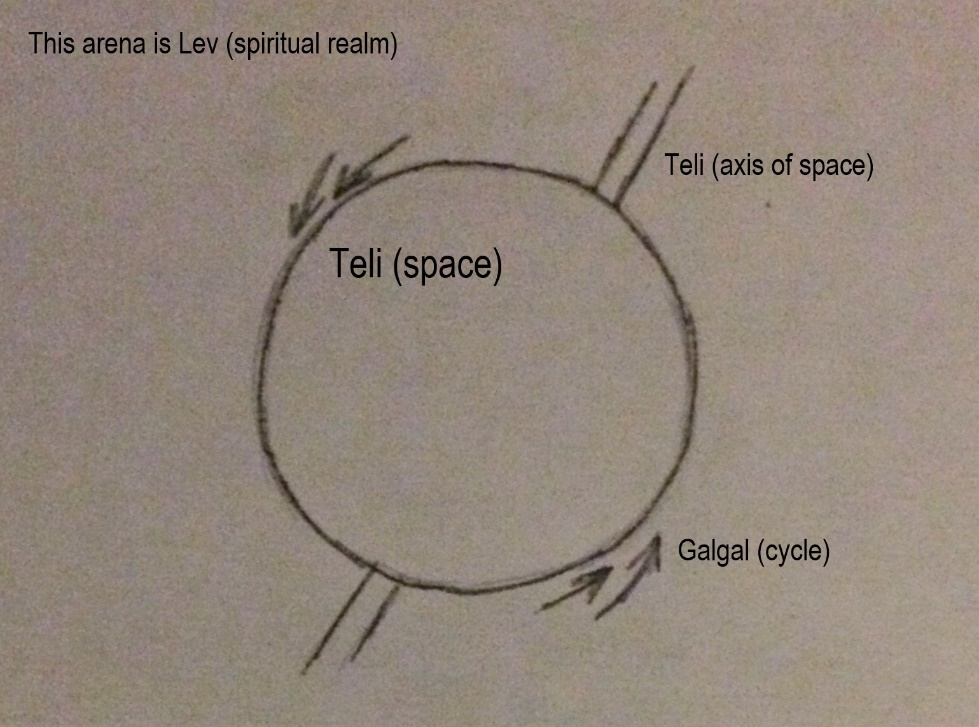 This arena is Lev (spiritual realm)
Teli (axis of space)
Teli (space)
Galgal (cycle)